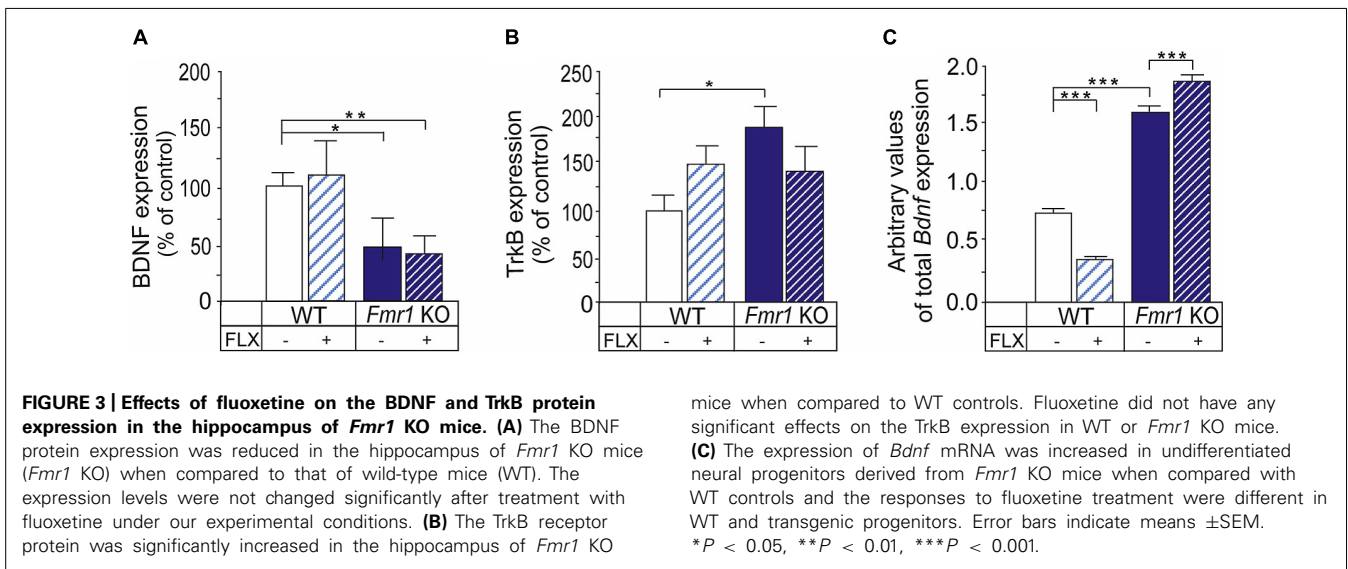 A
200
150
100
50
0
BDNF expression
(% of control)
**
*
WT
Fmr1 KO
FLX - + - +
B
250
200
150
100
50
0
TrkB expression
(% of control)
*
WT
Fmr1 KO
FLX - + - +
C
2.0
1.5
1.0
0.5
0.0
Arbitrary values
of total Bdnf expression
***
***
***
WT
Fmr1 KO
FLX - + - +
FIGURE 3 | Effects of fluoxetine on the BDNF and TrkB protein
expression in the hippocampus of Fmr1 KO mice. (A) The BDNF
protein expression was reduced in the hippocampus of Fmr1 KO mice
(Fmr1 KO) when compared to that of wild-type mice (WT). The
expression levels were not changed significantly after treatment with
fluoxetine under our experimental conditions. (B) The TrkB receptor
protein was significantly increased in the hippocampus of Fmr1 KO
mice when compared to WT controls. Fluoxetine did not have any
significant effects on the TrkB expression in WT or Fmr1 KO mice.
(C) The expression of Bdnf mRNA was increased in undifferentiated
neural progenitors derived from Fmr1 KO mice when compared with
WT controls and the responses to fluoxetine treatment were different in
WT and transgenic progenitors. Error bars indicate means ±SEM.
*P < 0.05, **P < 0.01, ***P < 0.001.